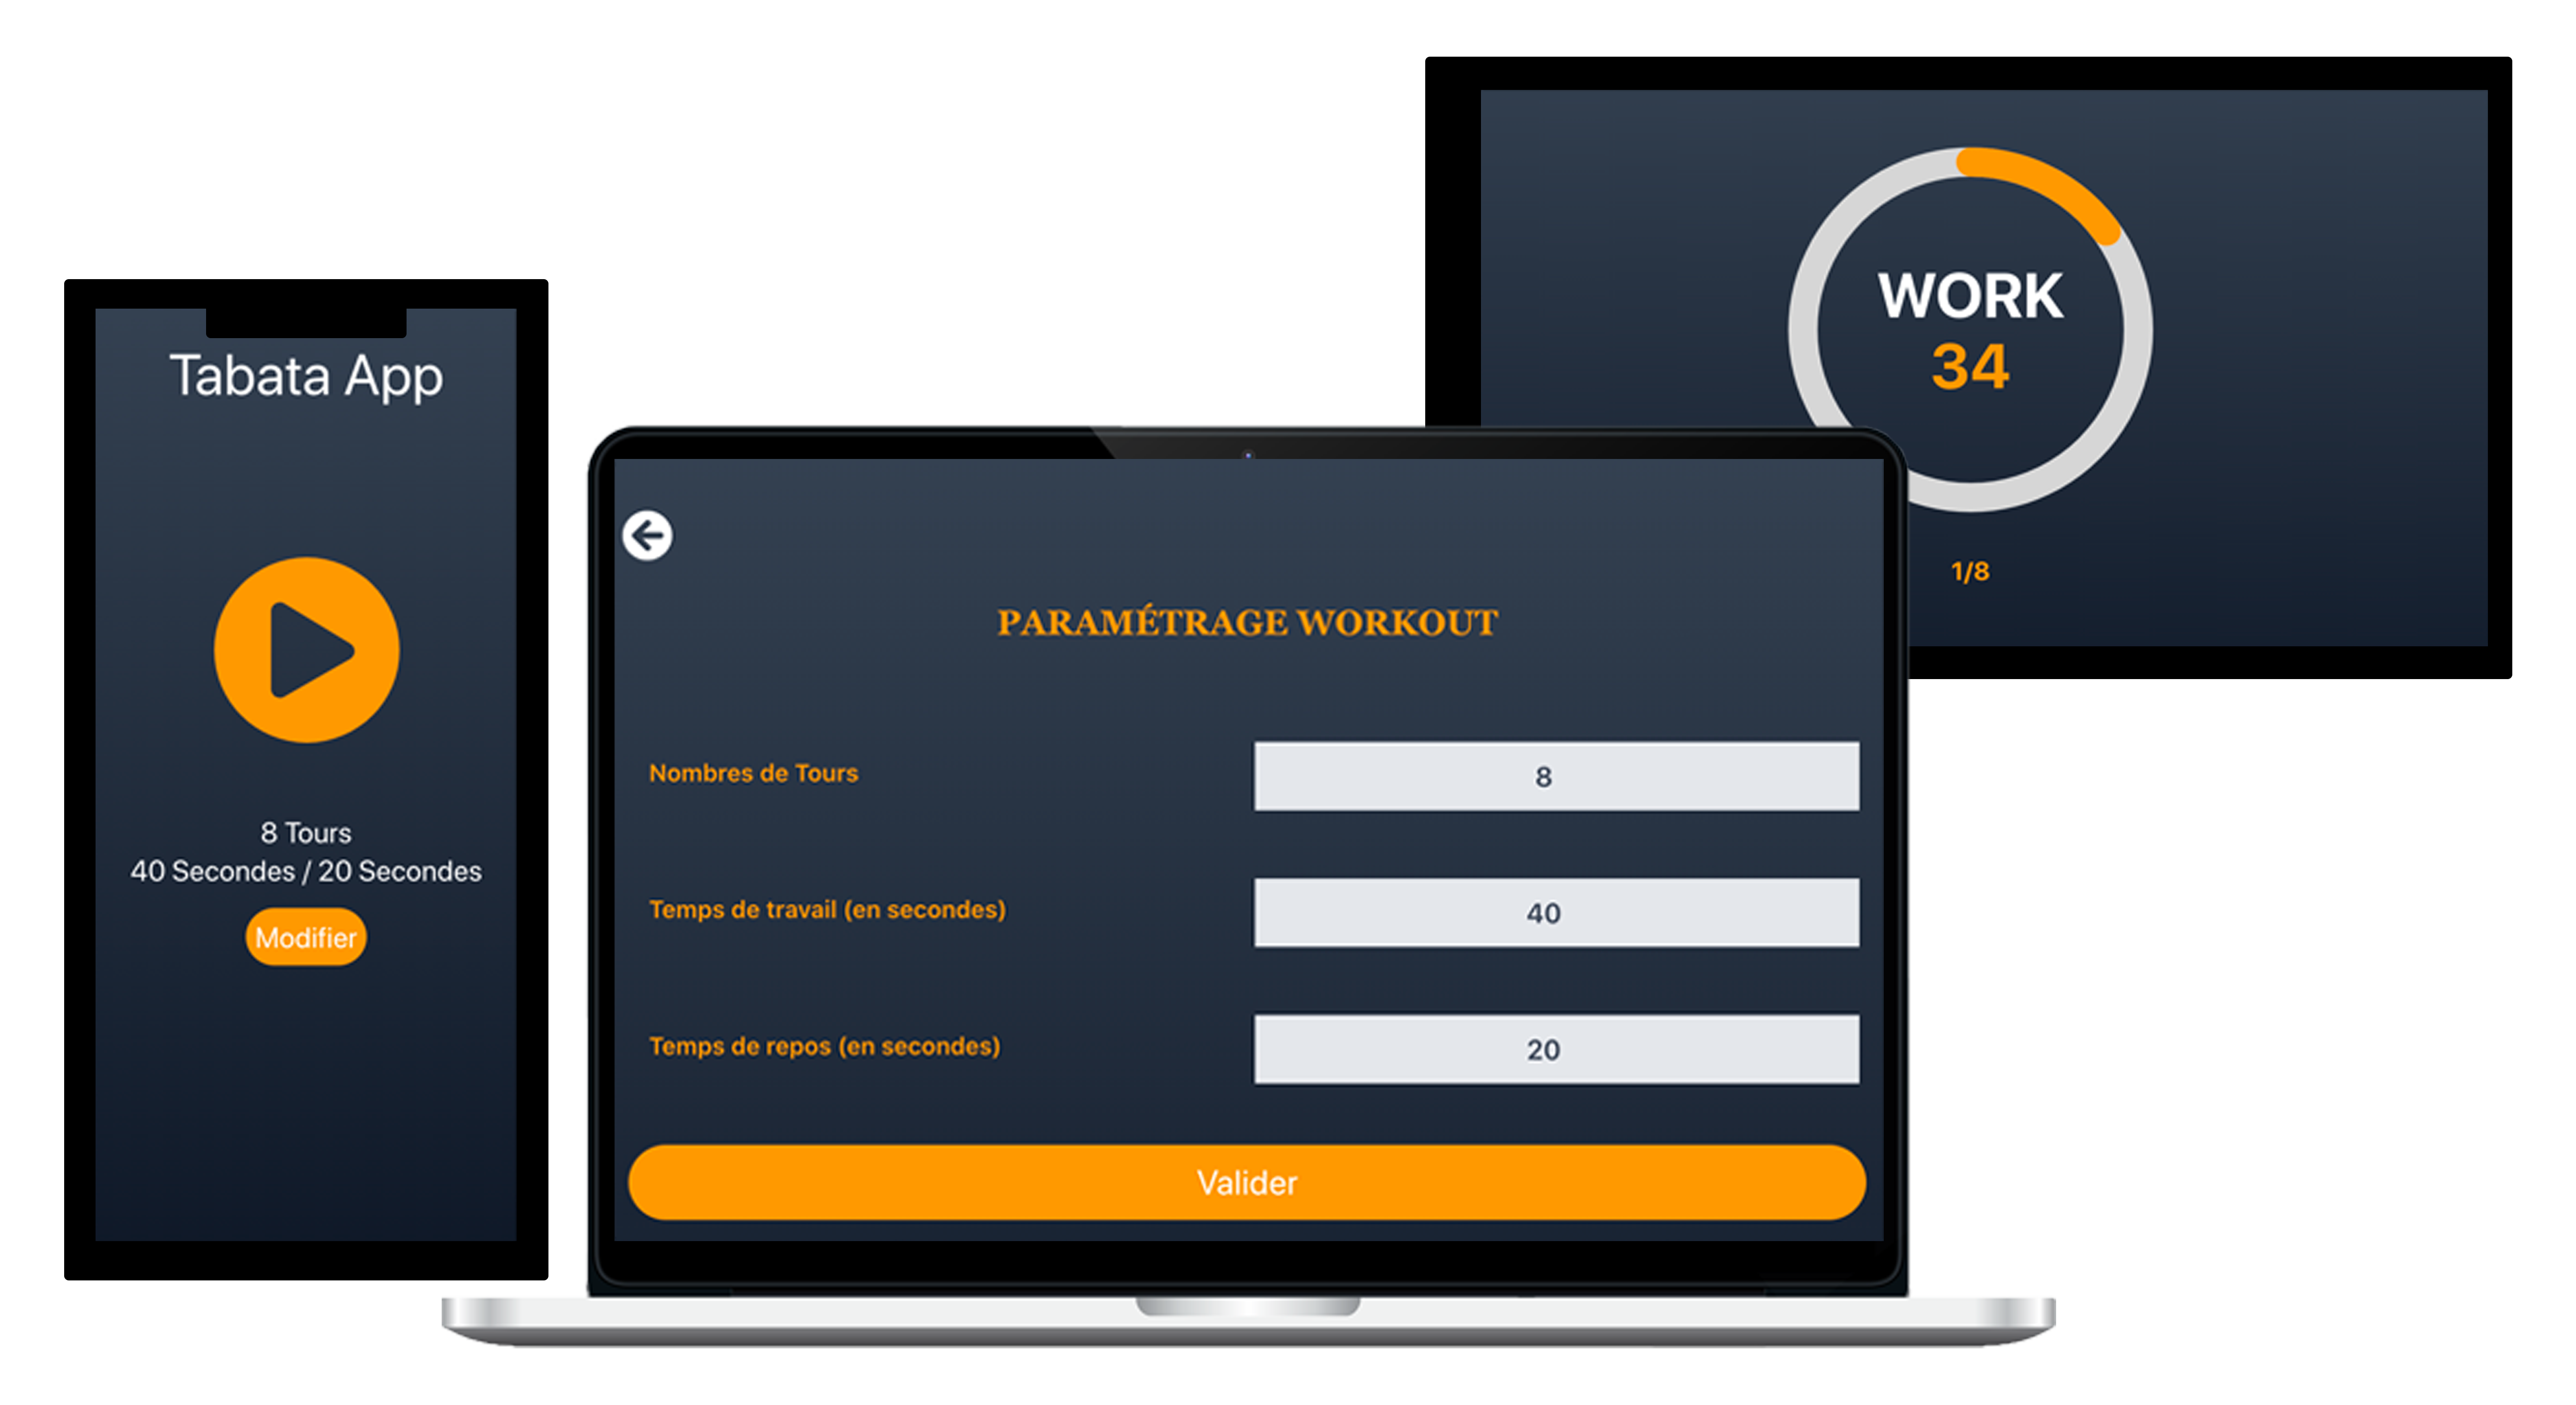 Tabata App
8 Tours
40 Secondes / 20 Secondes
Modifier
PARAMÉTRAGE WORKOUT
Nombres de Tours
8
Temps de travail (en secondes)
40
Temps de repos (en secondes)
20
Valider
WORK
34
1/8